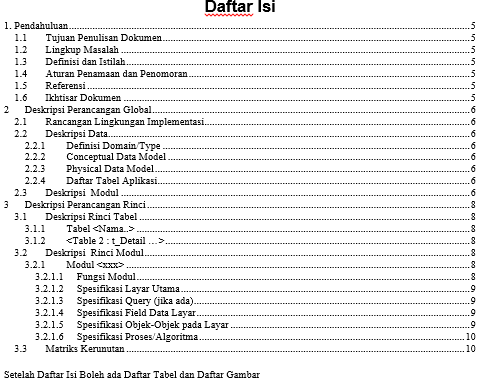 Daftar Isi
1. Pendahuluan.....5
1.1 Tujuan Penulisan Dokumen.....5
1.2 Lingkup Masalah.....5
1.3 Definisi dan Istilah.....5
1.4 Aturan Penamaan dan Penomoran.....5
1.5 Referensi.....5
1.6 Ikhtisar Dokumen.....5
2 Deskripsi Perancangan Global.....6
2.1 Rancangan Lingkungan Implementasi.....6
2.2 Deskripsi Data.....6
2.2.1 Definisi Domain/Type.....6
2.2.2 Conceptual Data Model.....6
2.2.3 Physical Data Model.....6
2.2.4 Daftar Tabel Aplikasi.....6
2.3 Deskripsi Modul.....6
3 Deskripsi Perancangan Rinci.....8
3.1 Deskripsi Rinci Tabel.....8
3.1.1 Tabel <Nama..>.....8
3.1.2 <Table 2 : t_Detail …>.....8
3.2 Deskripsi Rinci Modul.....8
3.2.1 Modul <xxx>.....8
3.2.1.1 Fungsi Modul.....8
3.2.1.2 Spesifikasi Layar Utama.....9
3.2.1.3 Spesifikasi Query (jika ada).....9
3.2.1.4 Spesifikasi Field Data Layar.....9
3.2.1.5 Spesifikasi Objek-Objek pada Layar.....9
3.2.1.6 Spesifikasi Proses/Algoritma.....10
3.3 Matriks Kerunutan.....10
Setelah Daftar Isi Boleh ada Daftar Tabel dan Daftar Gambar